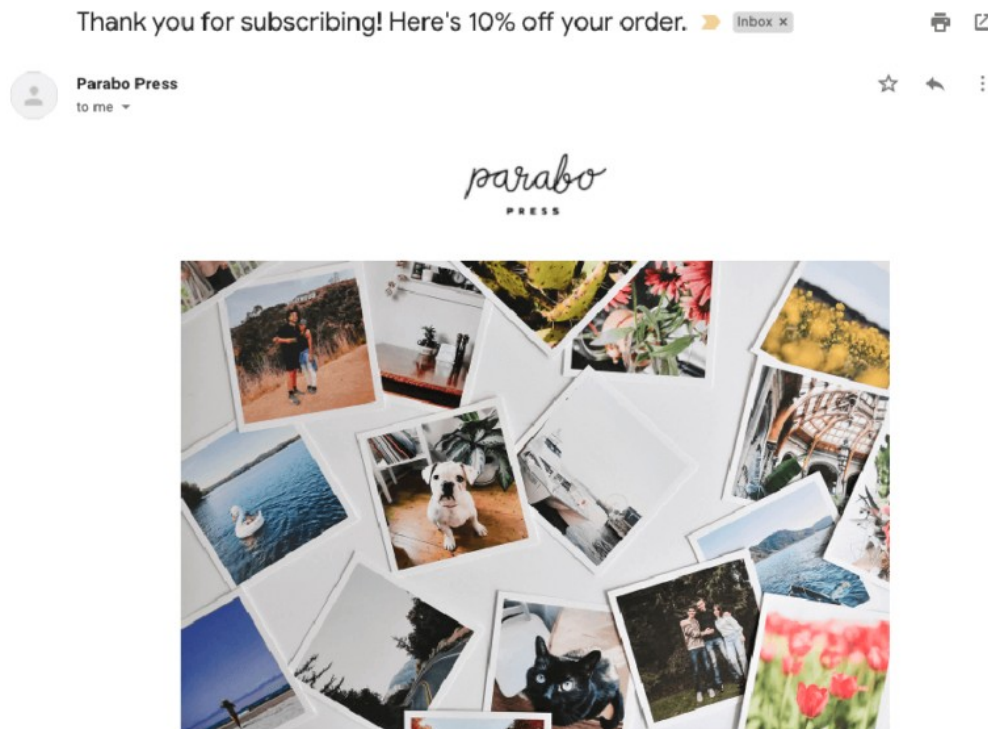 Thank you for subscribing! Here's 10% off your order.
Inbox x
Parabo Press
to me
parabo
PRESS